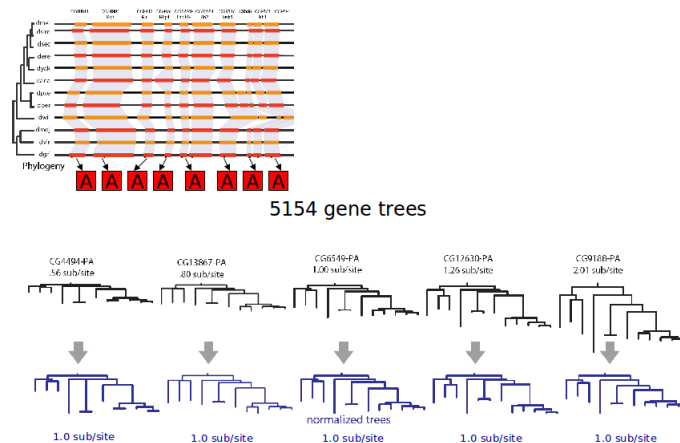 dmel
dsim
dsec
dere
dyak
dana
dpse
dper
dwil
dmoj
dvir
dgri
Phylogeny
A A A A A A A A
5154 gene trees
CG4494-PA CG13867-PA CG6549-PA CG12630-PA CG9188-PA
.56 sub/site .80 sub/site 1.00 sub/site 1.26 sub/site 2.01 sub/site
normalized trees
1.0 sub/site 1.0 sub/site 1.0 sub/site 1.0 sub/site 1.0 sub/site